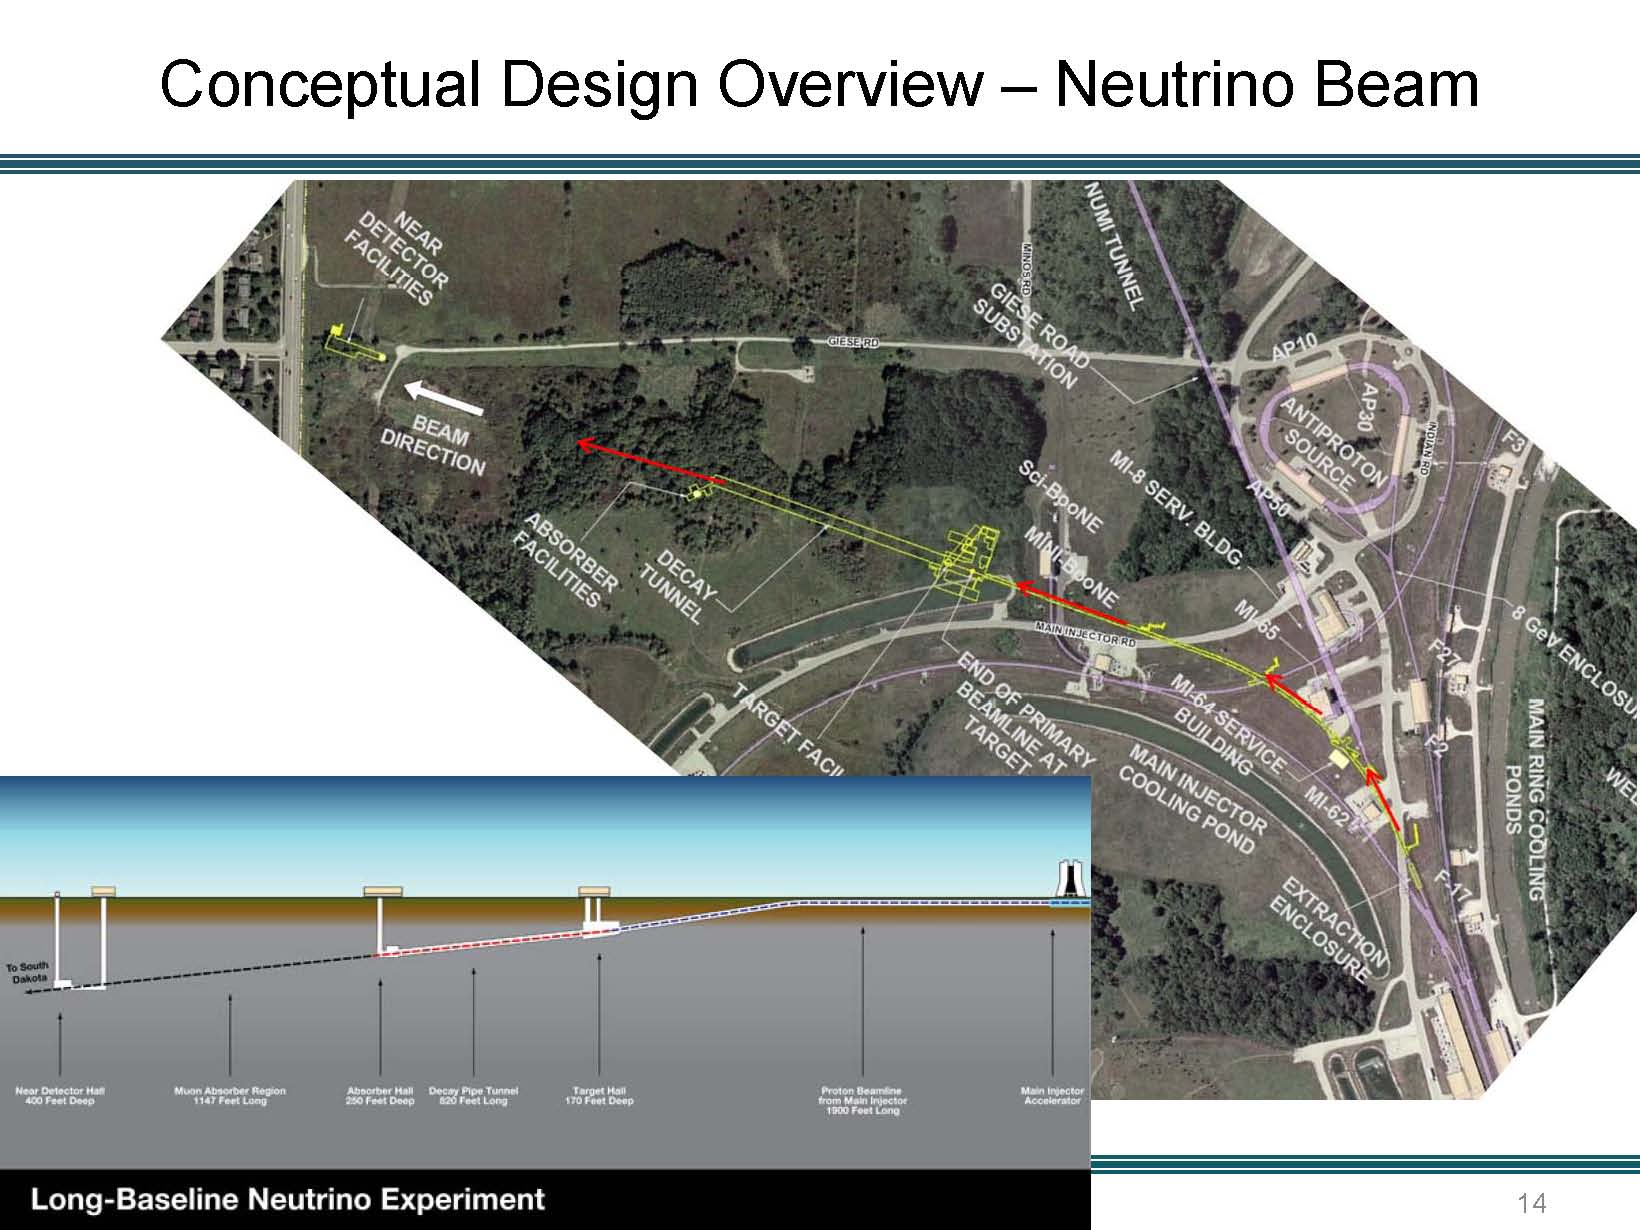 Conceptual Design Overview – Neutrino Beam
NEAR
DETECTOR
FACILITIES
NUMI TUNNEL
MINOS RD
GIESE ROAD
SUBSTATION
GIESE RD
AP10
AP30
ANTIPROTON
SOURCE
INDIAN RD
F3
AP50
BEAM
DIRECTION
Sci-BooNE
MINI-BooNE
MI-8 SERV. BLDG.
ABSORBER
FACILITIES
DECAY
TUNNEL
MI-65
8 GeV ENCLOSU
MAIN INJECTOR RD
F27
TARGET FACIL
END OF PRIMARY
BEAMLINE AT
TARGET
MI-64 SERVICE
BUILDING
F2
MAIN INJECTOR
COOLING POND
MI-62
MAIN RING COOLING
PONDS
WE
F-17
EXTRACTION
ENCLOSURE
To South
Dakota
Near Detector Hall
400 Feet Deep
Muon Absorber Region
1147 Feet Long
Absorber Hall
250 Feet Deep
Decay Pipe Tunnel
820 Feet Long
Target Hall
170 Feet Deep
Proton Beamline
from Main Injector
1900 Feet Long
Main Injector
Accelerator
Long-Baseline Neutrino Experiment
14